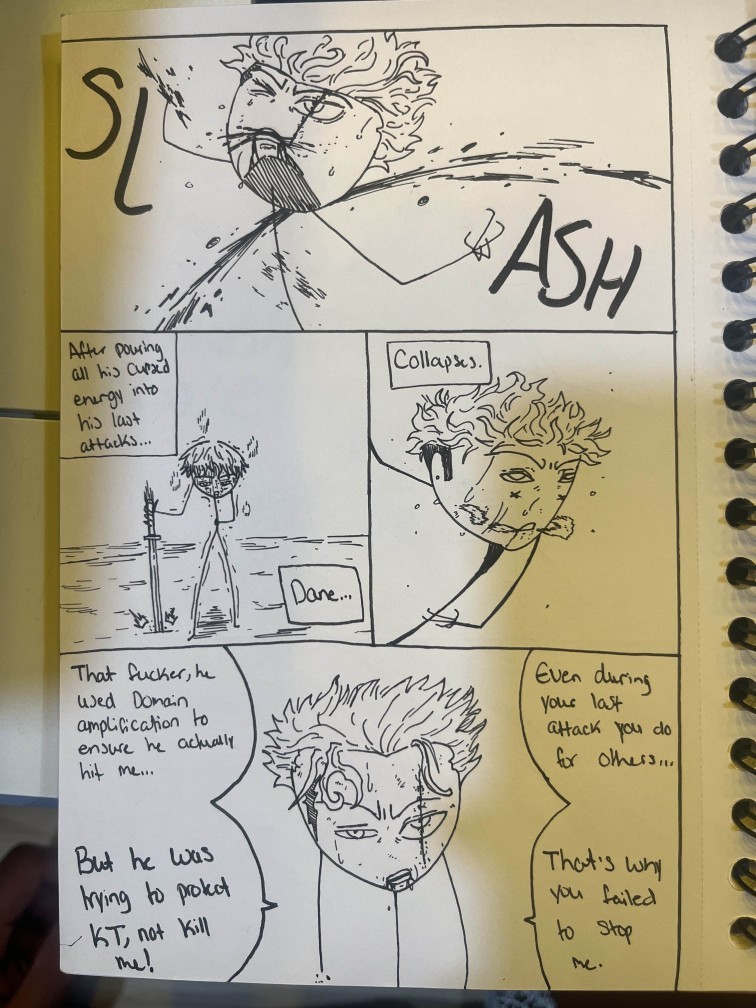 SL
ASH
After pouring
all his cursed
energy into
his last
attacks...
Dane...
Collapses.
That fucker, he
used Domain
amplification to
ensure he actually
hit me...
But he was
trying to protect
KT, not kill
me!
Even during
your last
attack you do
for others...
That's why
you failed
to stop
me.